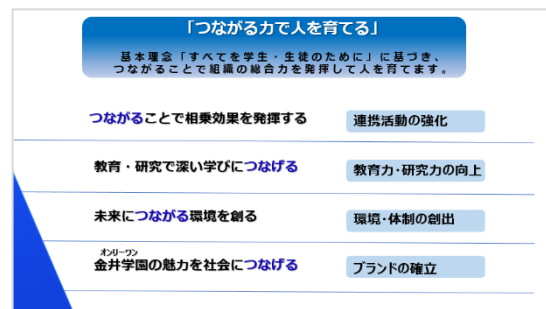 「つながる力で人を育てる」
基本理念「すべてを学生・生徒のために」に基づき、
つながることで組織の総合力を発揮して人を育てます。
つながることで相乗効果を発揮する
連携活動の強化
教育・研究で深い学びにつなげる
教育力・研究力の向上
未来につながる環境を創る
環境・体制の創出
オンリーワン
金井学園の魅力を社会につなげる
ブランドの確立